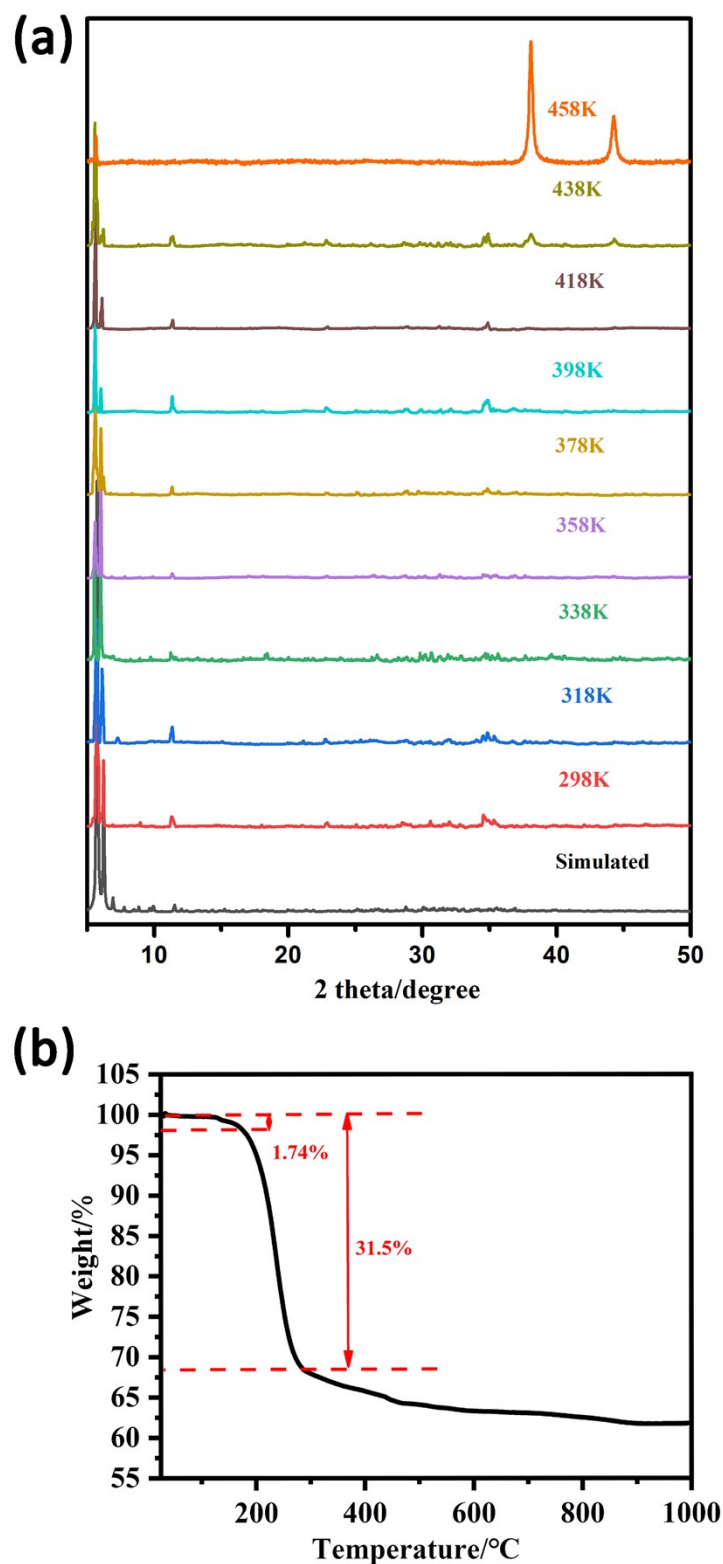 (a)
458K
438K
418K
398K
378K
358K
338K
318K
298K
Simulated
10 20 30 40 50
2 theta/degree
(b)
105
100
95
90
85
80
75
70
65
60
55
Weight/%
1.74%
31.5%
200 400 600 800 1000
Temperature/°C